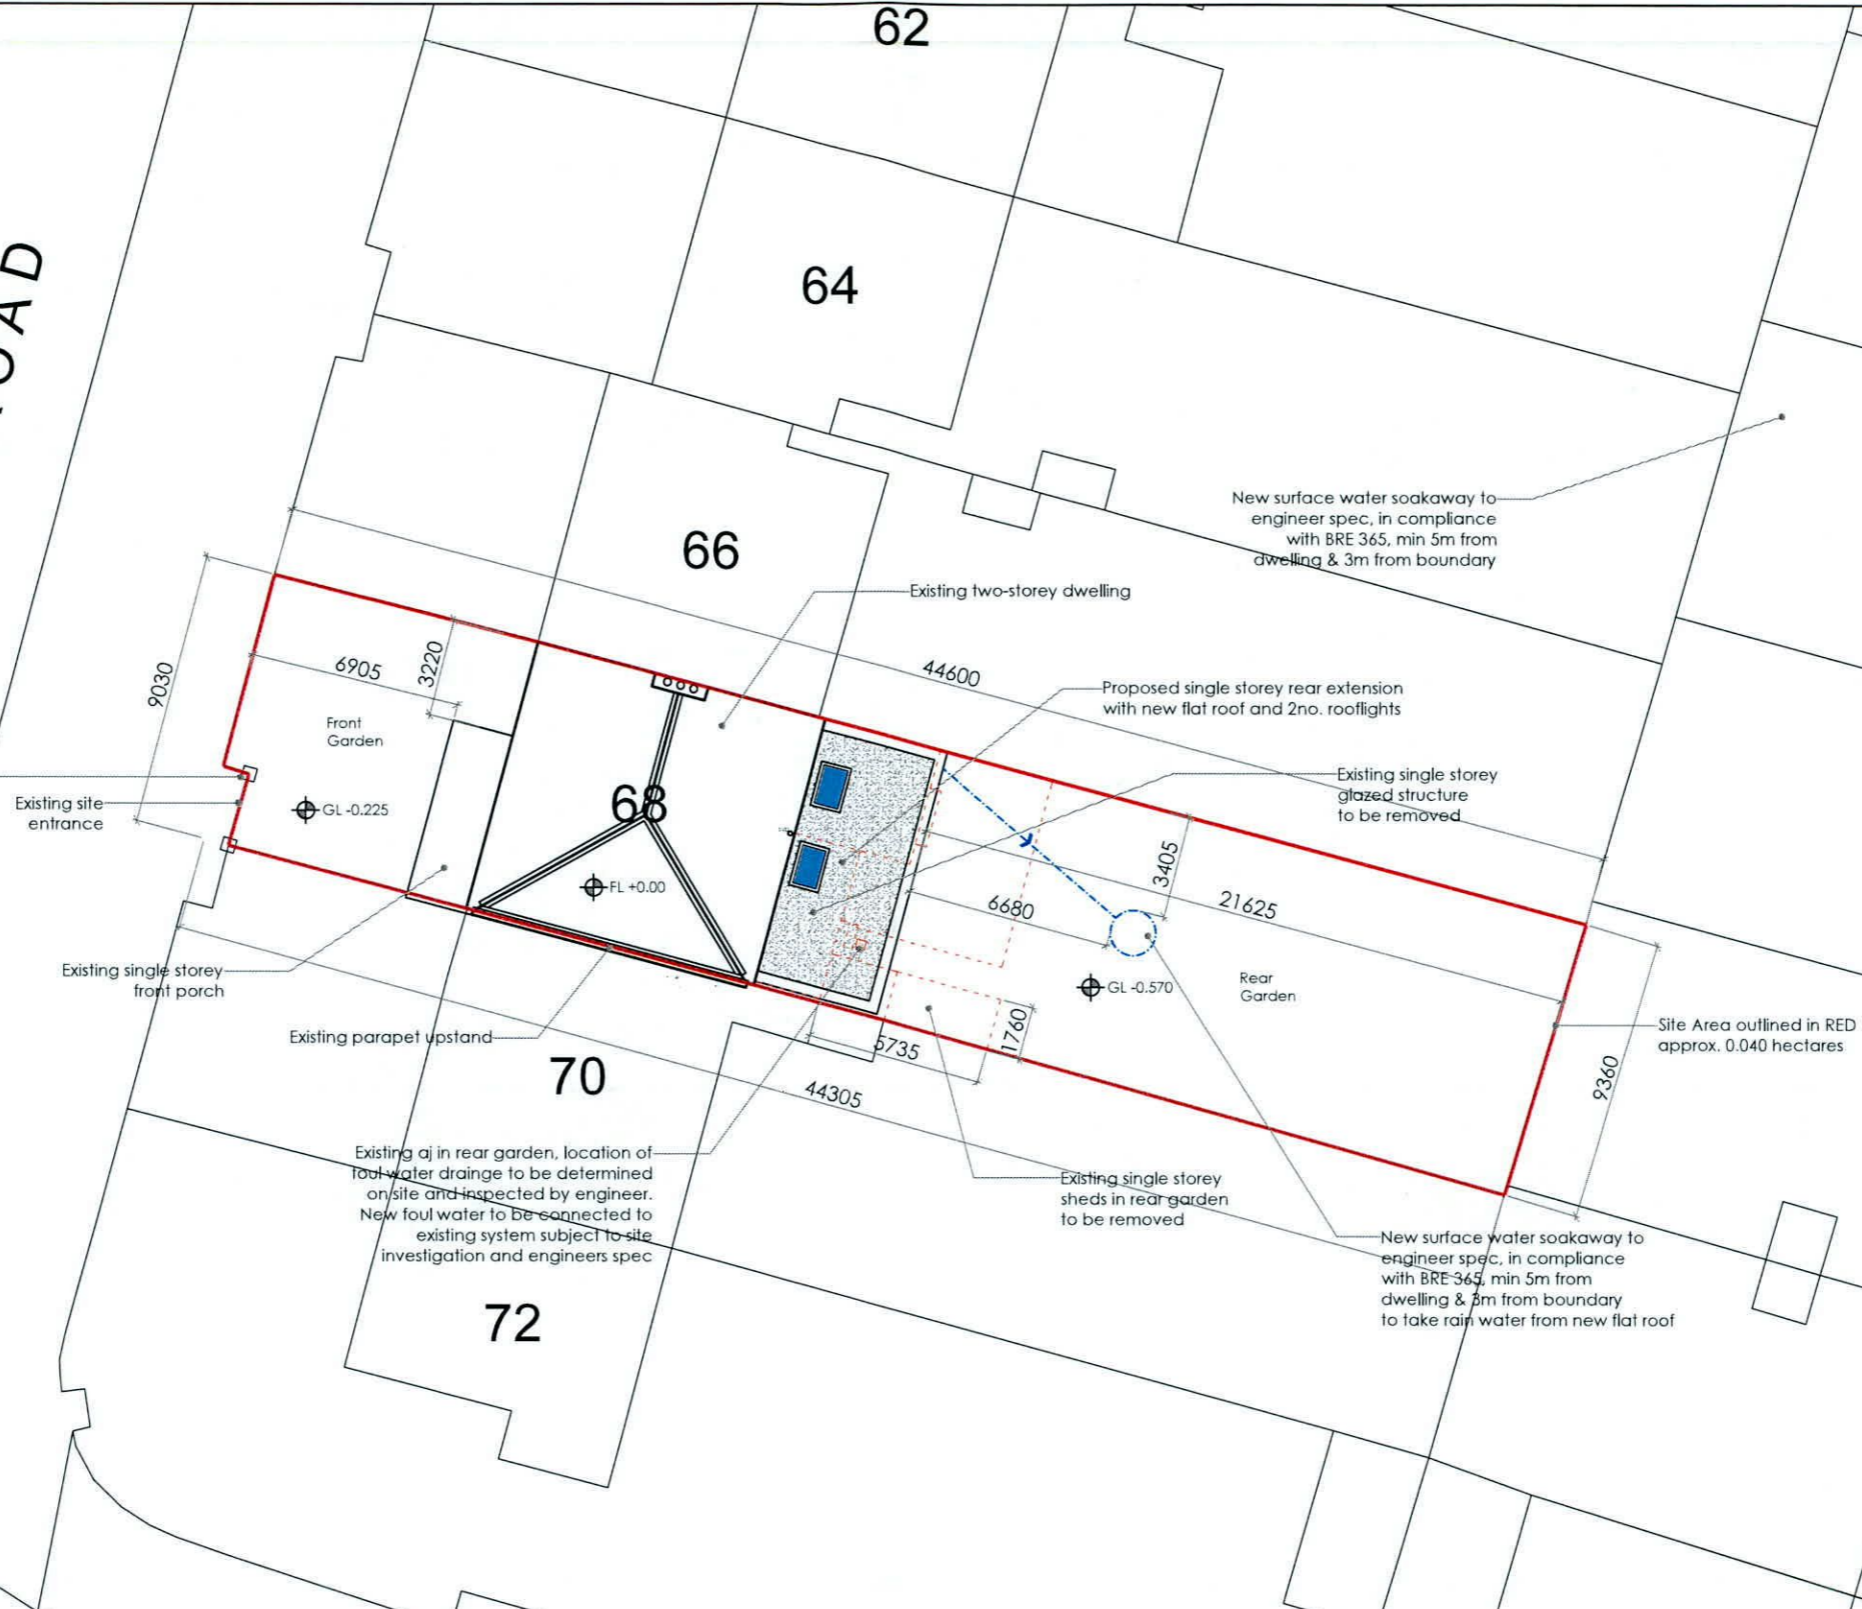 62
64
66
New surface water soakaway to
engineer spec, in compliance
with BRE 365, min 5m from
dwelling & 3m from boundary
Existing two-storey dwelling
9030
6905
3220
44600
Proposed single storey rear extension
with new flat roof and 2no. rooflights
Front
Garden
Existing single storey
glazed structure
to be removed
Existing site
entrance
GL -0.225
68
FL +0.00
3405
6680
21625
GL -0.570
Rear
Garden
Existing single storey
front porch
Existing parapet upstand
5735
1760
Site Area outlined in RED
approx. 0.040 hectares
9360
70
44305
Existing aj in rear garden, location of
foul water drainge to be determined
on site and inspected by engineer.
New foul water to be connected to
existing system subject to site
investigation and engineers spec
Existing single storey
sheds in rear garden
to be removed
New surface water soakaway to
engineer spec, in compliance
with BRE 365, min 5m from
dwelling & 3m from boundary
to take rain water from new flat roof
72